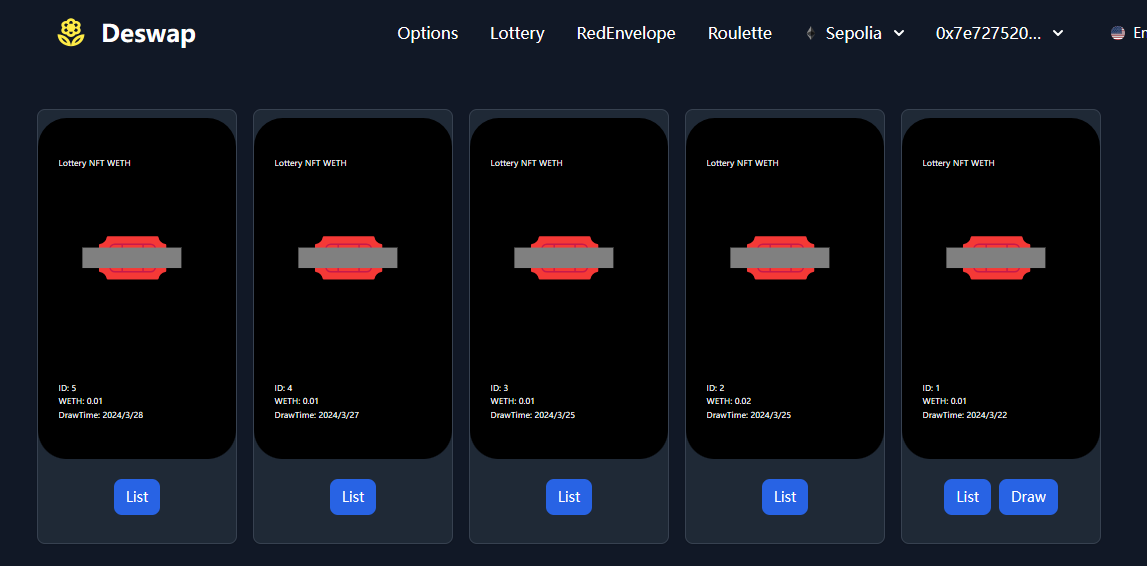 Deswap
Options
Lottery
RedEnvelope
Roulette
Sepolia
0x7e727520...
En
Lottery NFT WETH
ID: 5
WETH: 0.01
DrawTime: 2024/3/28
List
Lottery NFT WETH
ID: 4
WETH: 0.01
DrawTime: 2024/3/27
List
Lottery NFT WETH
ID: 3
WETH: 0.01
DrawTime: 2024/3/25
List
Lottery NFT WETH
ID: 2
WETH: 0.02
DrawTime: 2024/3/25
List
Lottery NFT WETH
ID: 1
WETH: 0.01
DrawTime: 2024/3/22
List
Draw